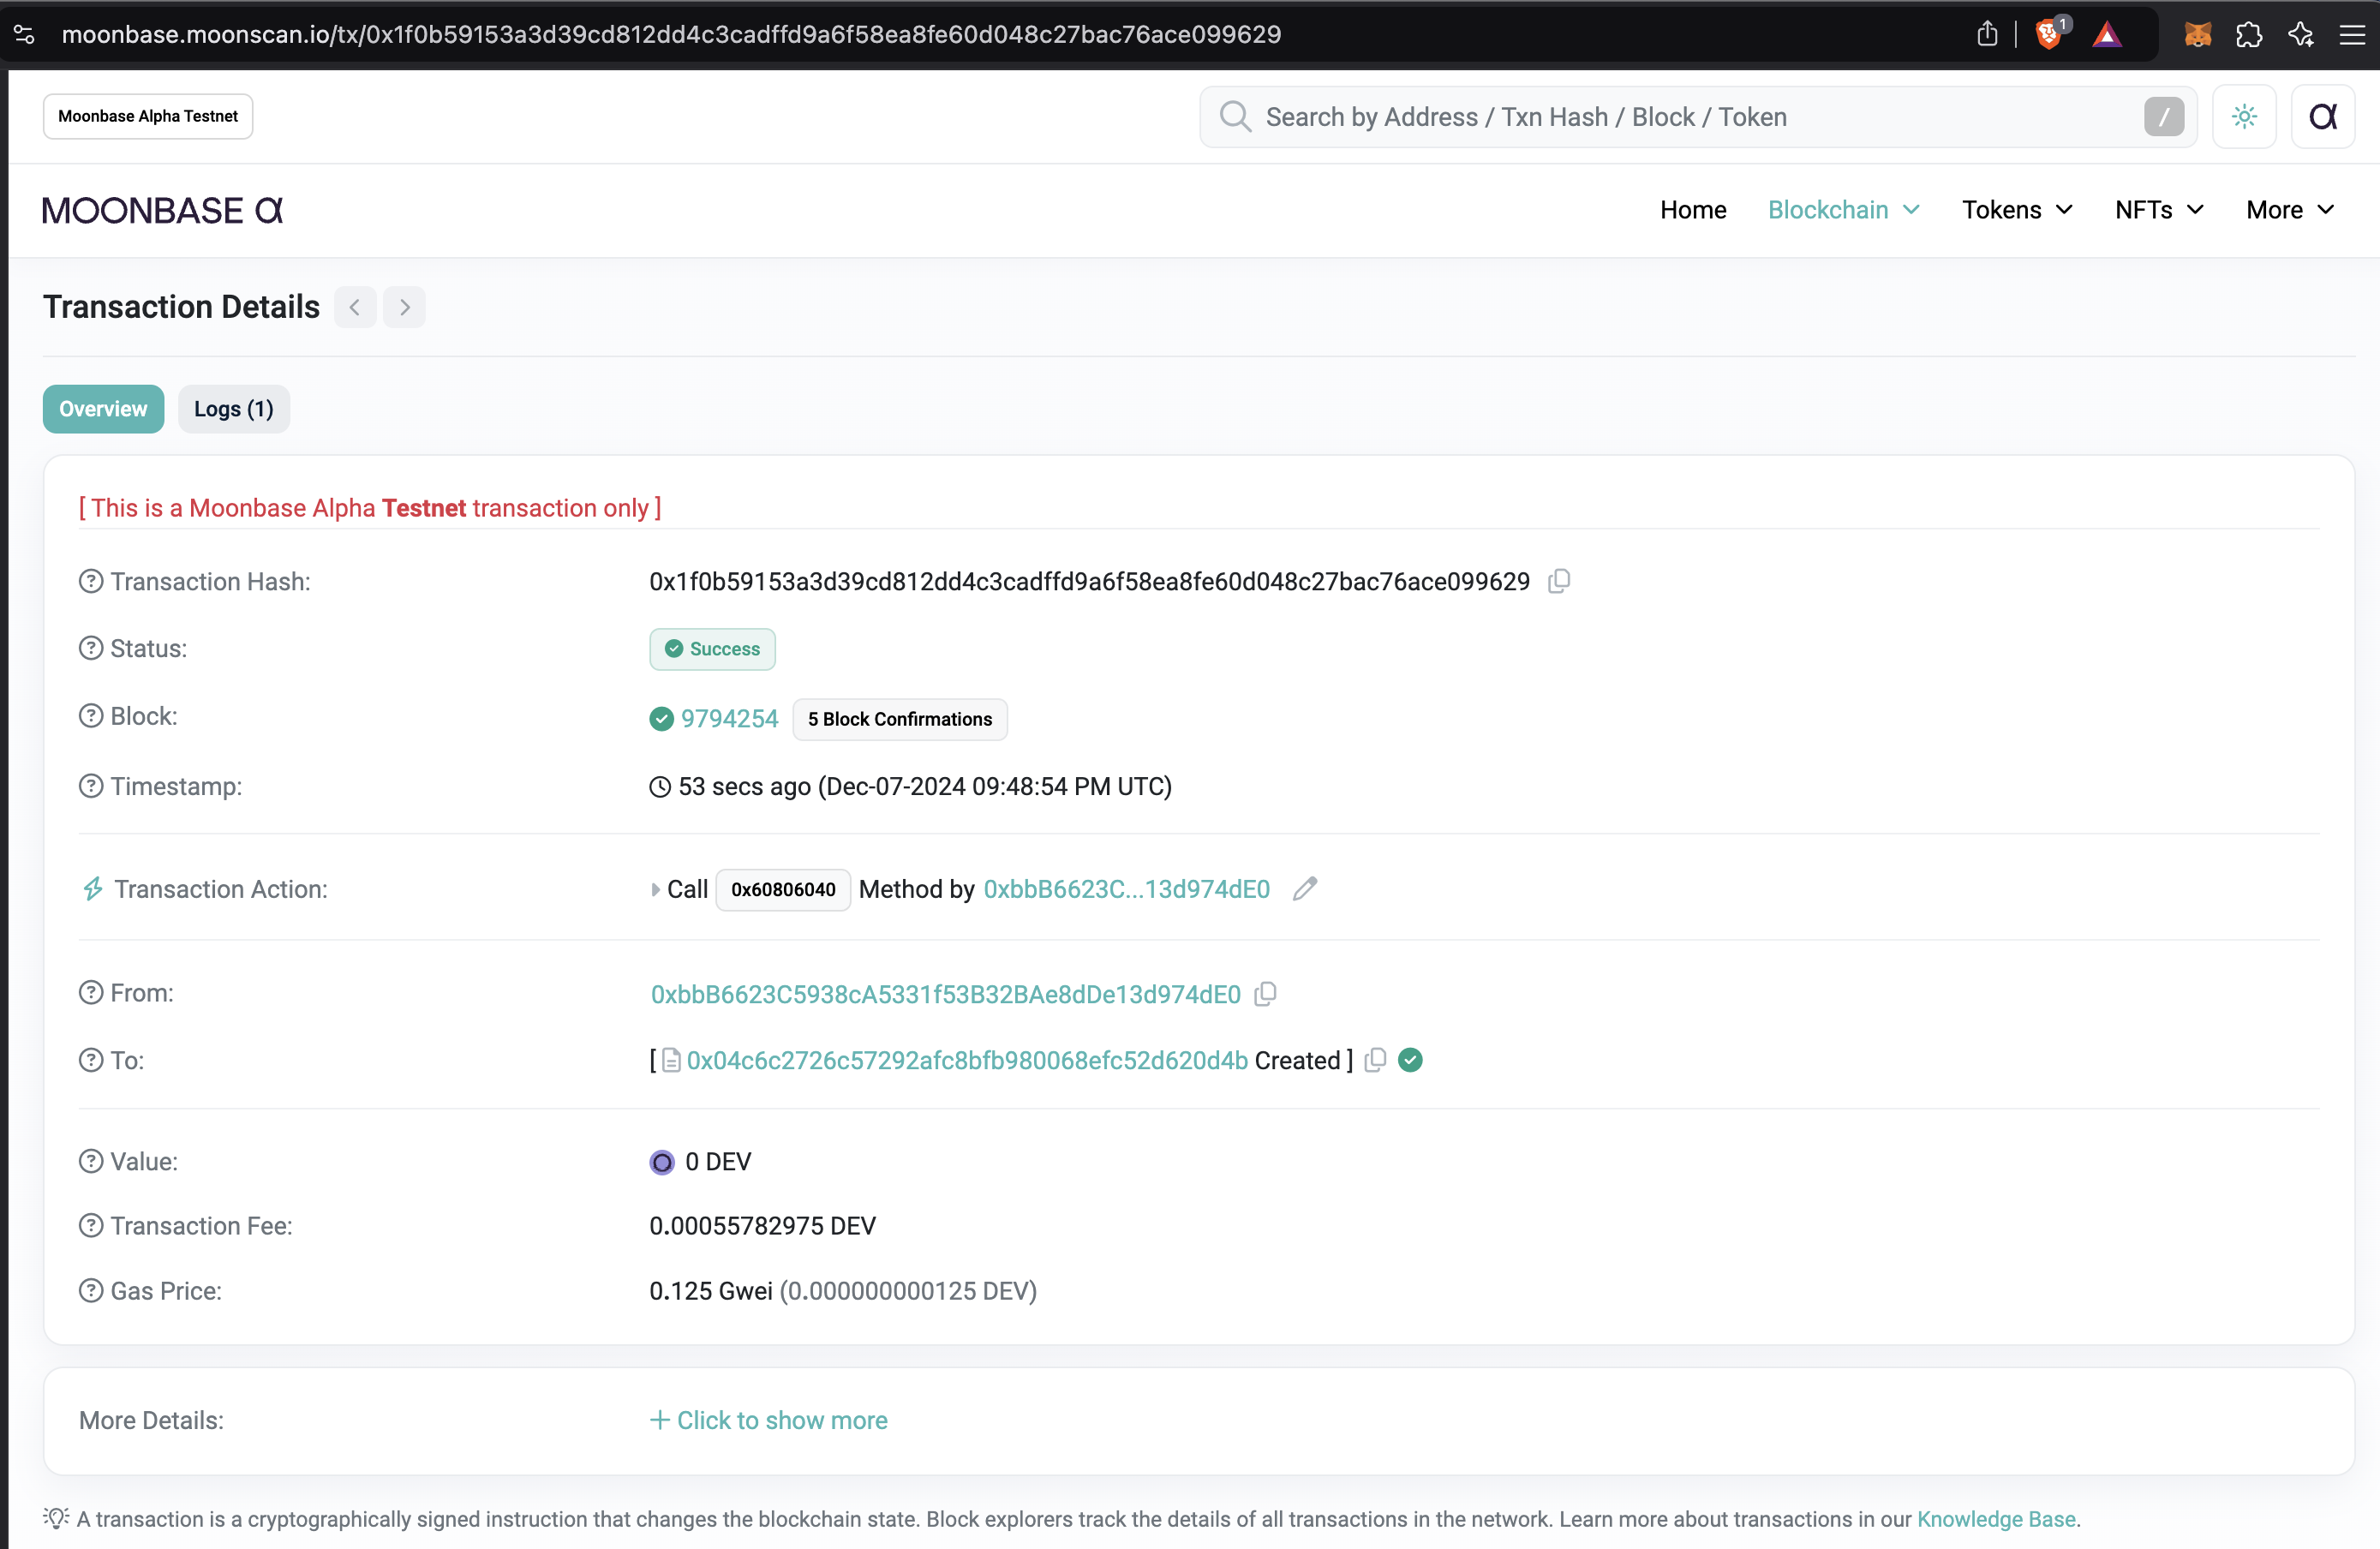 moonbase.moonscan.io/tx/0x1f0b59153a3d39cd812dd4c3cadffd9a6f58ea8fe60d048c27bac76ace099629
1
Moonbase Alpha Testnet
Search by Address / Txn Hash / Block / Token
/
MOONBASE α
Home Blockchain Tokens NFTs More
Transaction Details
Overview Logs (1)
[ This is a Moonbase Alpha Testnet transaction only ]
Transaction Hash: 0x1f0b59153a3d39cd812dd4c3cadffd9a6f58ea8fe60d048c27bac76ace099629
Status: Success
Block: 9794254 5 Block Confirmations
Timestamp: 53 secs ago (Dec-07-2024 09:48:54 PM UTC)
Transaction Action: Call 0x60806040 Method by 0xbbB6623C...13d974dE0
From: 0xbbB6623C5938cA5331f53B32BAe8dDe13d974dE0
To: [ 0x04c6c2726c57292afc8bfb980068efc52d620d4b Created ]
Value: 0 DEV
Transaction Fee: 0.00055782975 DEV
Gas Price: 0.125 Gwei (0.000000000125 DEV)
More Details: + Click to show more
A transaction is a cryptographically signed instruction that changes the blockchain state. Block explorers track the details of all transactions in the network. Learn more about transactions in our Knowledge Base.